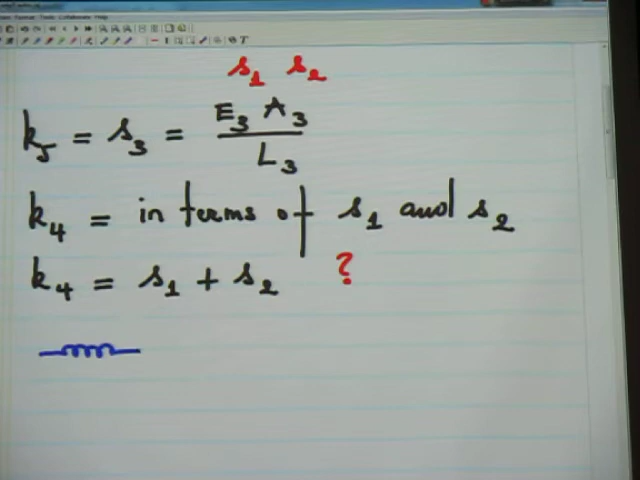 s₁ s₂
k₅ = s₃ = E₃ A₃ / L₃
k₄ = in terms of s₁ and s₂
k₄ = s₁ + s₂ ?